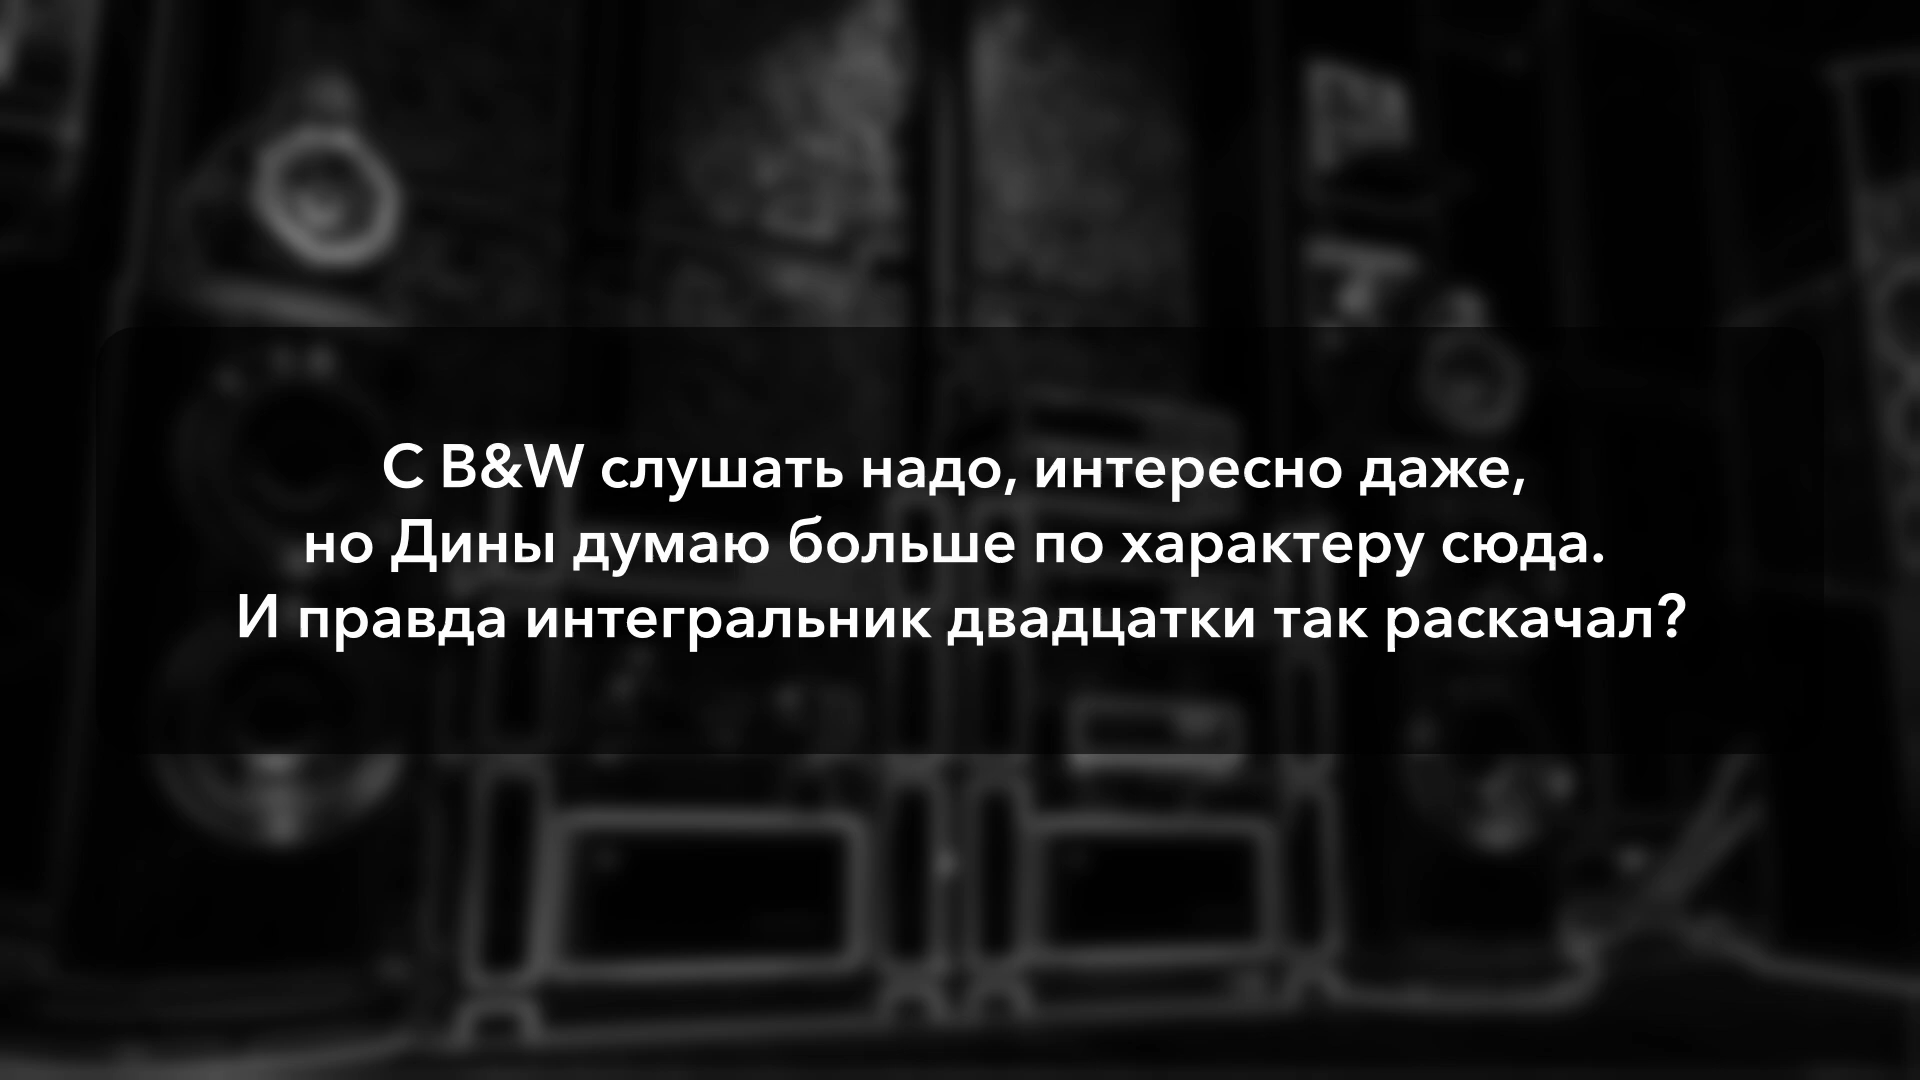 С B&W слушать надо, интересно даже,
но Дины думаю больше по характеру сюда.
И правда интегральник двадцатки так раскачал?